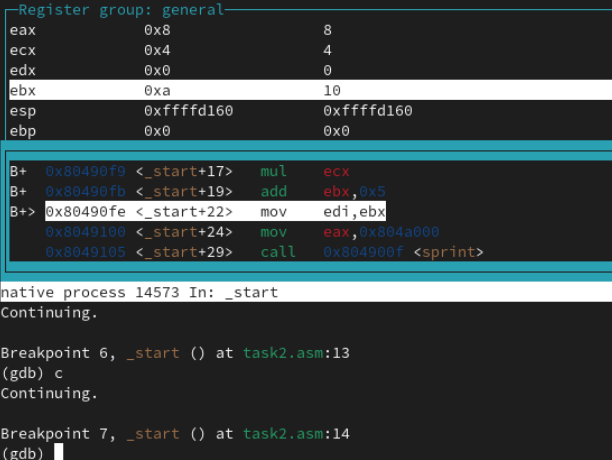 Register group: general
eax 0x8 8
ecx 0x4 4
edx 0x0 0
ebx 0xa 10
esp 0xffffd160 0xffffd160
ebp 0x0 0x0
B+ 0x80490f9 <_start+17> mul ecx
B+ 0x80490fb <_start+19> add ebx,0x5
B+> 0x80490fe <_start+22> mov edi,ebx
0x8049100 <_start+24> mov eax,0x804a000
0x8049105 <_start+29> call 0x804900f <sprint>
native process 14573 In: _start
Continuing.
Breakpoint 6, _start () at task2.asm:13
(gdb) c
Continuing.
Breakpoint 7, _start () at task2.asm:14
(gdb)